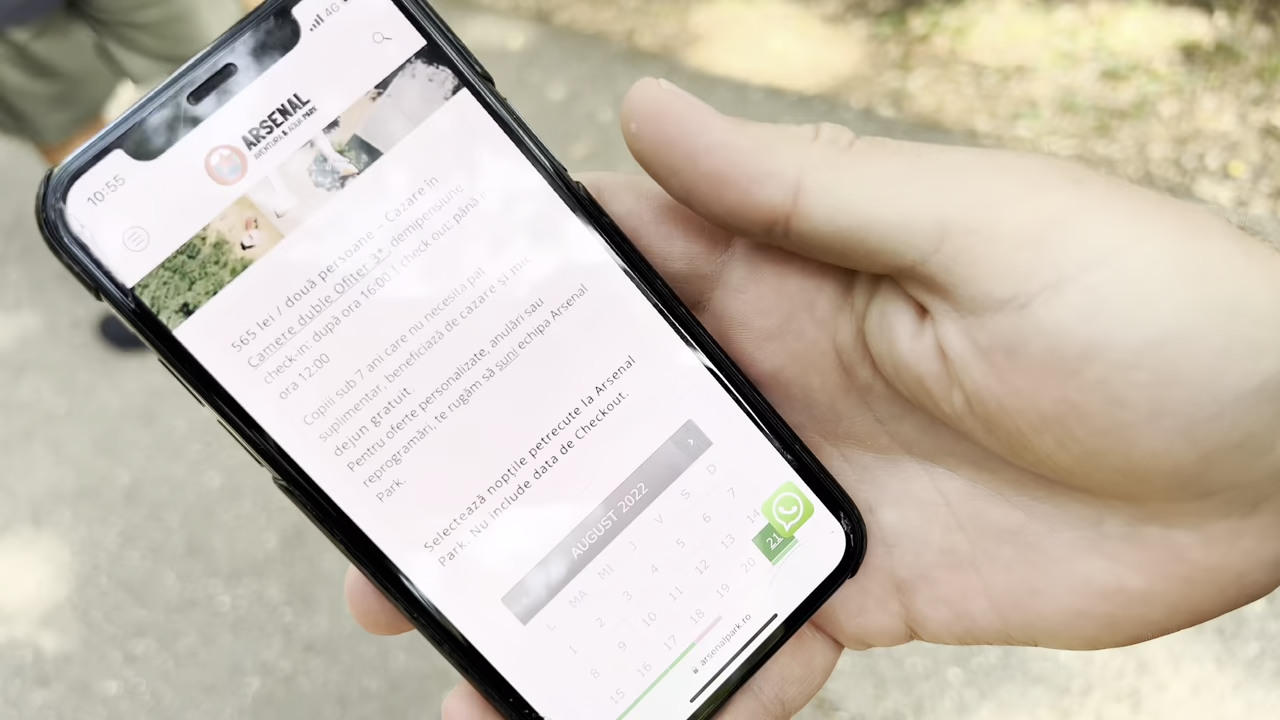 10:55
4G
ARSENAL
AVENTURA & AQUA PARK
565 lei / două persoane – Cazare în
Camere duble Ofiter 3*, demipensiune
check-in: după ora 16:00 | check out: până
ora 12:00
Copiii sub 7 ani care nu necesita pat
suplimentar, beneficiază de cazare și mic
dejun gratuit.
Pentru oferte personalizate, anulări sau
reprogramări, te rugăm să suni echipa Arsenal
Park.
Selectează nopțile petrecute la Arsenal
Park. Nu include data de Checkout.
AUGUST 2022 ›
L MA MI J V S D
1 2 3 4 5 6 7
8 9 10 11 12 13 14
15 16 17 18 19 20 21
arsenalpark.ro